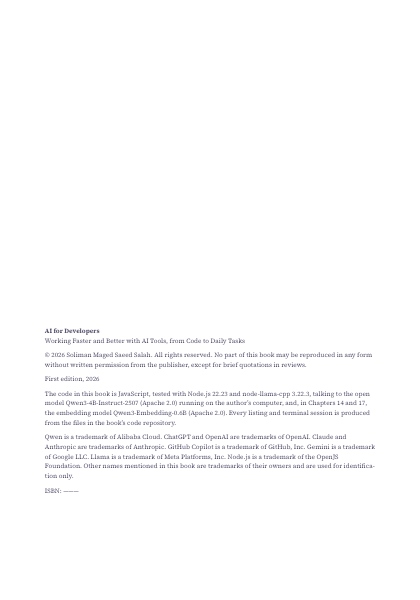 AI for Developers
Working Faster and Better with AI Tools, from Code to Daily Tasks
© 2026 Soliman Maged Saeed Salah. All rights reserved. No part of this book may be reproduced in any form
without written permission from the publisher, except for brief quotations in reviews.
First edition, 2026
The code in this book is JavaScript, tested with Node.js 22.23 and node-llama-cpp 3.22.3, talking to the open
model Qwen3-4B-Instruct-2507 (Apache 2.0) running on the author's computer, and, in Chapters 14 and 17,
the embedding model Qwen3-Embedding-0.6B (Apache 2.0). Every listing and terminal session is produced
from the files in the book's code repository.
Qwen is a trademark of Alibaba Cloud. ChatGPT and OpenAI are trademarks of OpenAI. Claude and
Anthropic are trademarks of Anthropic. GitHub Copilot is a trademark of GitHub, Inc. Gemini is a trademark
of Google LLC. Llama is a trademark of Meta Platforms, Inc. Node.js is a trademark of the OpenJS
Foundation. Other names mentioned in this book are trademarks of their owners and are used for identifica-
tion only.
ISBN: ———